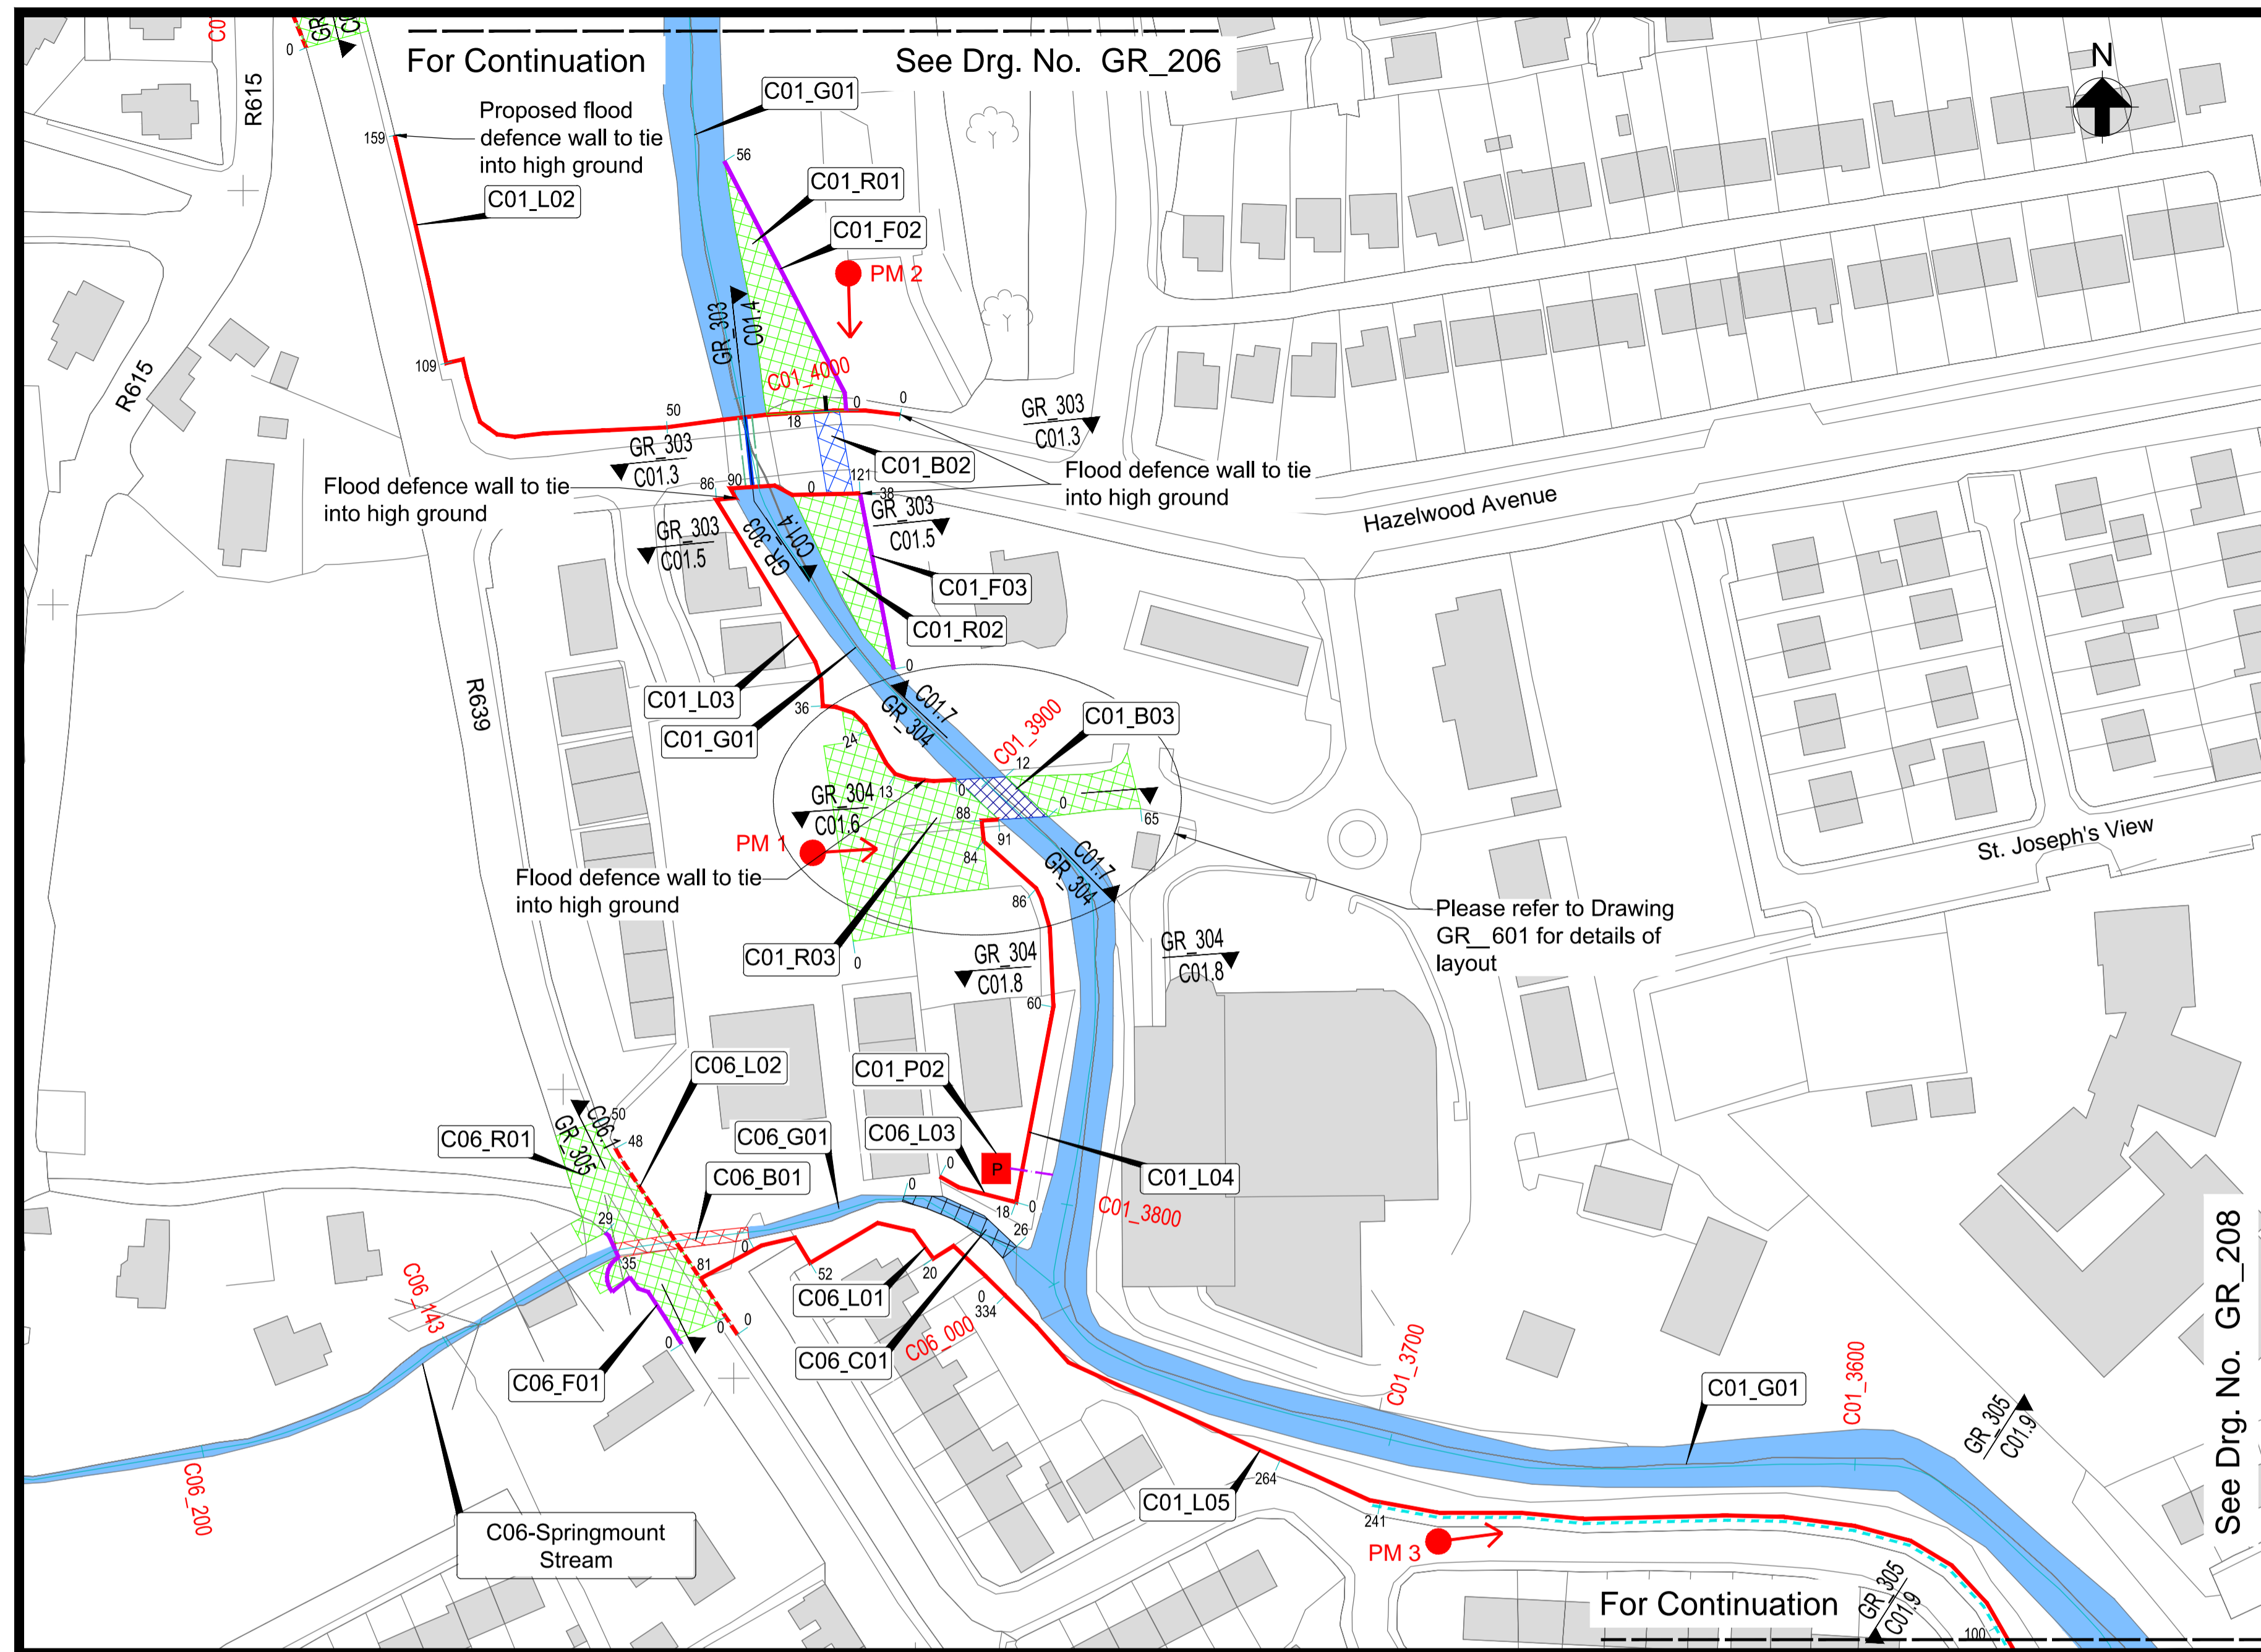 For Continuation See Drg. No. GR_206
N
R615
C01_G01
Proposed flood
defence wall to tie
into high ground
159
56
C01_R01
C01_L02
C01_F02
PM 2
GR_303
C01.4
109
R615
C01_4000
50
18
0
0
GR_303
C01.3
GR_303
C01.3
C01_B02
Flood defence wall to tie
into high ground
Flood defence wall to tie
into high ground
86
90
0
121
38
Hazelwood Avenue
GR_303
C01.5
GR_303
C01.5
GR_303
C01.4
C01_F03
C01_R02
0
R639
C01_L03
36
C01_G01
C01.7
GR_304
C01_3900
C01_B03
24
12
13
0
0
65
GR_304
C01.6
88
91
84
PM 1
C01.7
GR_304
St. Joseph's View
Flood defence wall to tie
into high ground
86
Please refer to Drawing
GR__601 for details of
layout
C01_R03
0
GR_304
C01.8
GR_304
C01.8
60
C06_L02
C01_P02
50
48
C06.1
GR_305
C06_R01
C06_G01
C06_L03
C06_B01
P
C01_L04
0
0
18
0
26
C01_3800
29
0
35
81
52
20
C06_L01
0
334
C06_143
C06_000
C06_C01
0
0
0
C06_F01
C01_3700
C01_G01
C01_3600
GR_305
C01.9
See Drg. No. GR_208
C06_200
264
C01_L05
241
PM 3
C06-Springmount
Stream
For Continuation
GR_305
C01.9
100